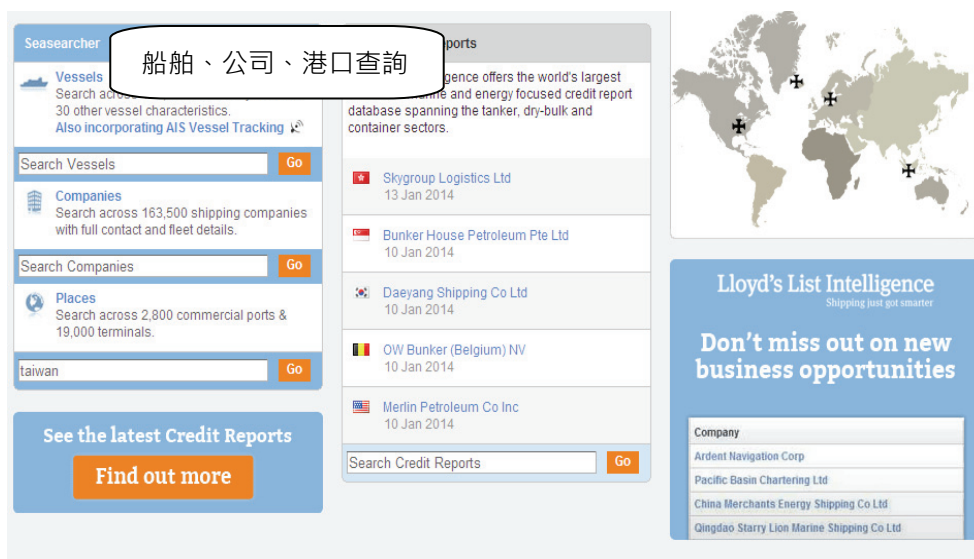 Seasearcher
船舶、公司、港口查詢
Vessels
30 other vessel characteristics.
Also incorporating AIS Vessel Tracking
Search Vessels
Go
Companies
Search across 163,500 shipping companies
with full contact and fleet details.
Search Companies
Go
Places
Search across 2,800 commercial ports &
19,000 terminals.
taiwan
Go
See the latest Credit Reports
Find out more
offers the world's largest
and energy focused credit report
database spanning the tanker, dry-bulk and
container sectors.
Skygroup Logistics Ltd
13 Jan 2014
Bunker House Petroleum Pte Ltd
10 Jan 2014
Daeyang Shipping Co Ltd
10 Jan 2014
OW Bunker (Belgium) NV
10 Jan 2014
Merlin Petroleum Co Inc
10 Jan 2014
Search Credit Reports
Go
Lloyd's List Intelligence
Shipping just got smarter
Don't miss out on new
business opportunities
Company
Ardent Navigation Corp
Pacific Basin Chartering Ltd
China Merchants Energy Shipping Co Ltd
Qingdao Starry Lion Marine Shipping Co Ltd